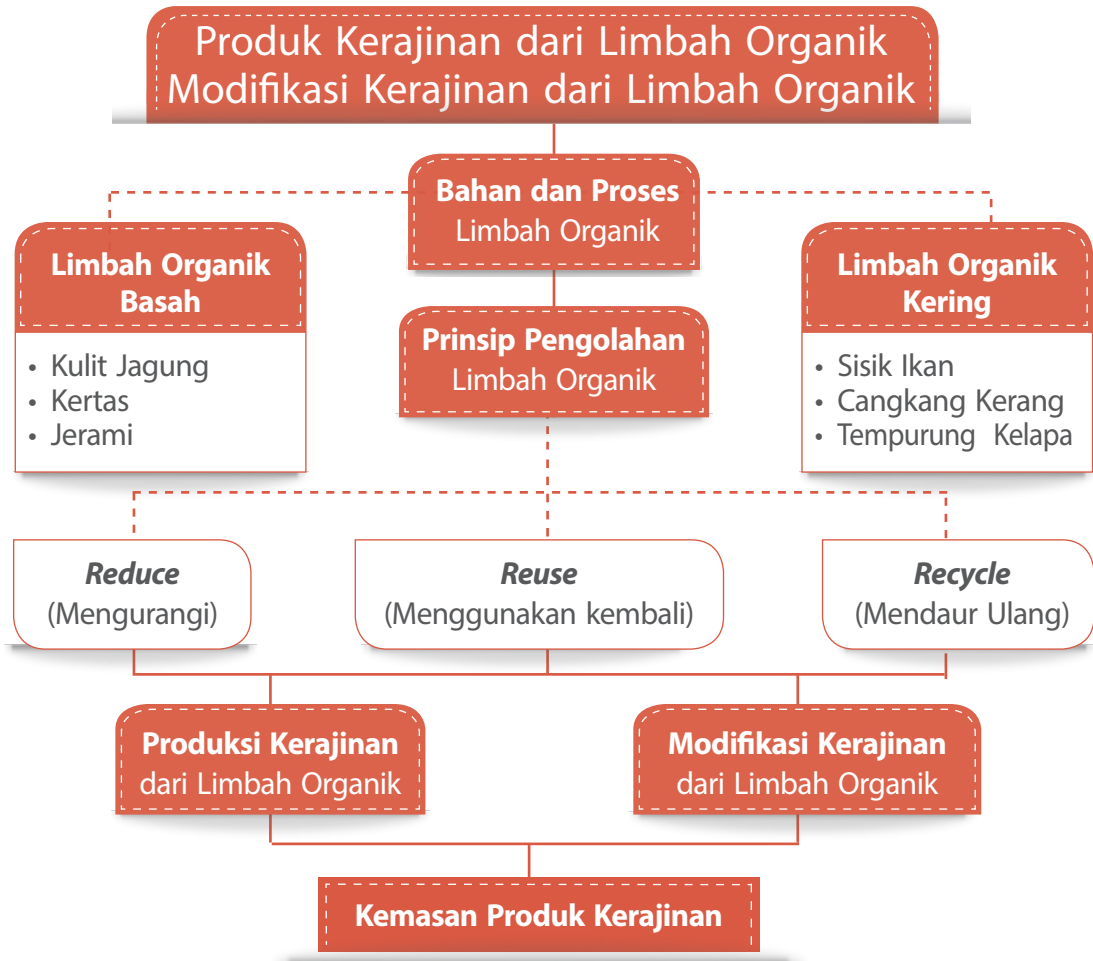 Produk Kerajinan dari Limbah Organik
Modifikasi Kerajinan dari Limbah Organik
Bahan dan Proses
Limbah Organik
Limbah Organik
Basah
• Kulit Jagung
• Kertas
• Jerami
Limbah Organik
Kering
• Sisik Ikan
• Cangkang Kerang
• Tempurung Kelapa
Prinsip Pengolahan
Limbah Organik
Reduce
(Mengurangi)
Reuse
(Menggunakan kembali)
Recycle
(Mendaur Ulang)
Produksi Kerajinan
dari Limbah Organik
Modifikasi Kerajinan
dari Limbah Organik
Kemasan Produk Kerajinan